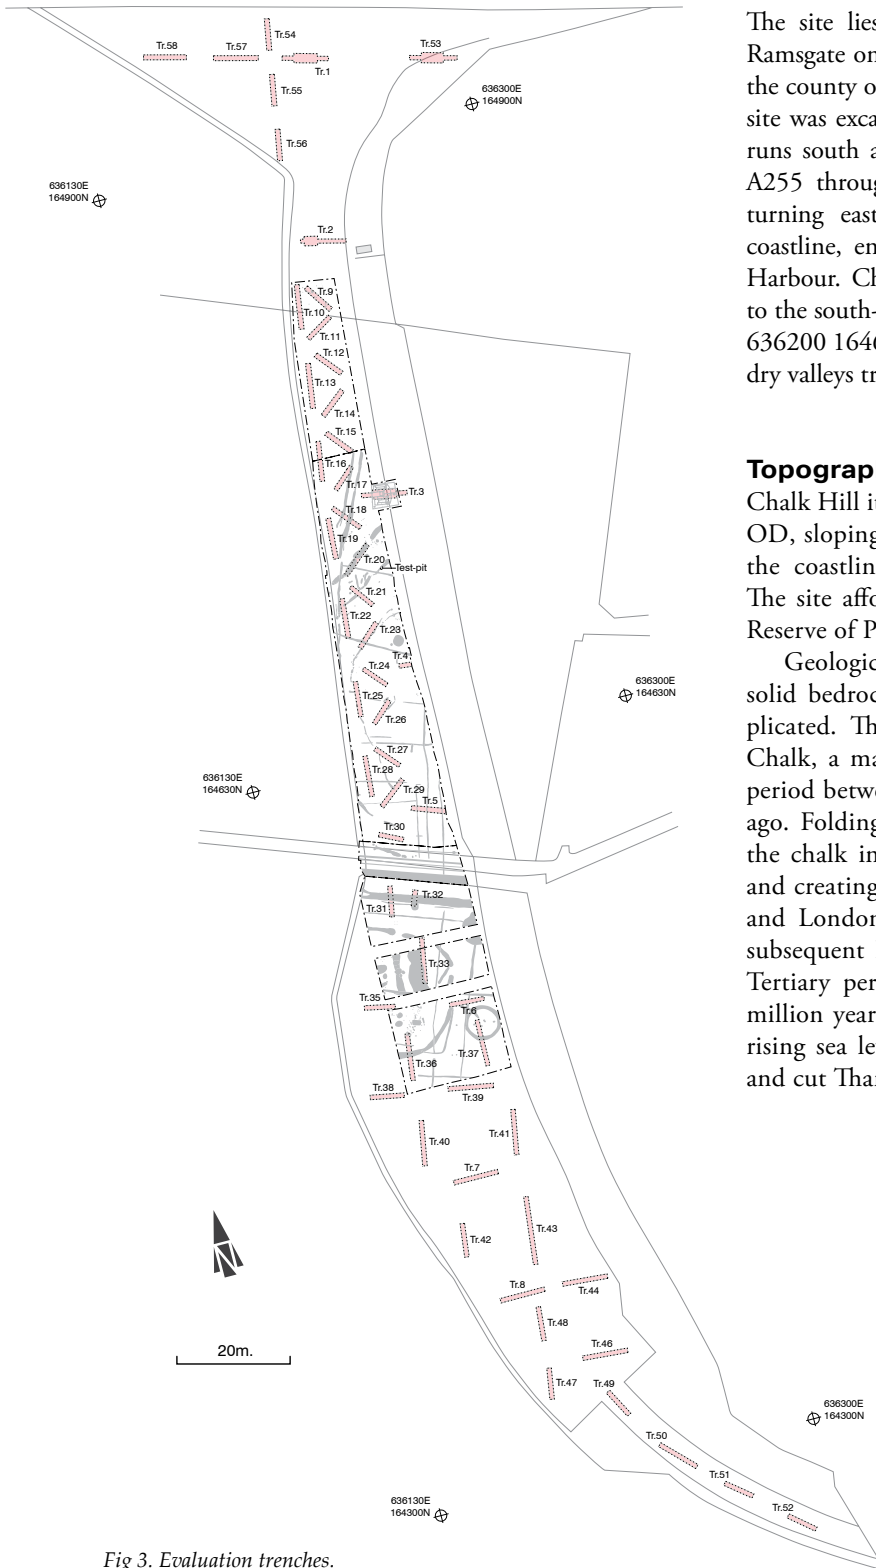 Tr.54
Tr.58
Tr.57
Tr.53
Tr.1
Tr.55
636300E
164900N
Tr.56
636130E
164900N
Tr.2
Tr.9
Tr.10
Tr.11
Tr.12
Tr.13
Tr.14
Tr.15
Tr.16
Tr.17
Tr.3
Tr.18
Tr.19
Tr.20
Test-pit
Tr.21
Tr.22
Tr.23
Tr.4
Tr.24
636300E
164630N
Tr.25
Tr.26
Tr.27
Tr.28
636130E
164630N
Tr.29
Tr.5
Tr.30
Tr.32
Tr.31
Tr.33
Tr.35
Tr.6
Tr.37
Tr.36
Tr.38
Tr.39
Tr.41
Tr.40
Tr.7
Tr.43
Tr.42
N
Tr.8
Tr.44
Tr.48
20m.
Tr.46
Tr.47
Tr.49
636300E
164300N
Tr.50
Tr.51
636130E
164300N
Tr.52
Fig 3. Evaluation trenches.
The site lies
Ramsgate on
the county o
site was exca
runs south a
A255 throug
turning east
coastline, en
Harbour. Ch
to the south-
636200 1646
dry valleys tr
Topograp
Chalk Hill it
OD, sloping
the coastlin
The site affo
Reserve of P
Geologic
solid bedroc
plicated. Th
Chalk, a ma
period betwe
ago. Folding
the chalk in
and creating
and London
subsequent
Tertiary per
million year
rising sea le
and cut Than